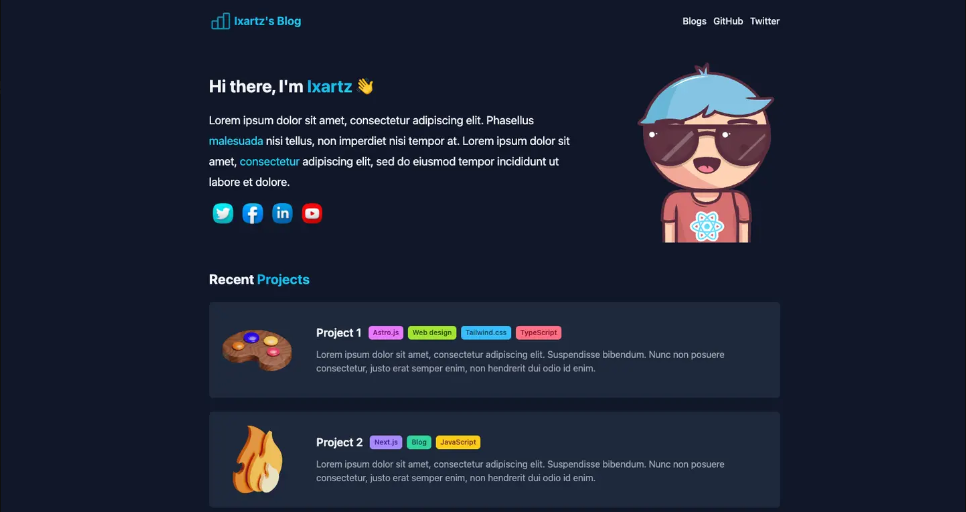 Ixartz's Blog
Blogs GitHub Twitter
Hi there, I'm Ixartz 👋
Lorem ipsum dolor sit amet, consectetur adipiscing elit. Phasellus
malesuada nisi tellus, non imperdiet nisi tempor at. Lorem ipsum dolor sit
amet, consectetur adipiscing elit, sed do eiusmod tempor incididunt ut
labore et dolore.
Recent Projects
Project 1 Astro.js Web design Tailwind.css TypeScript
Lorem ipsum dolor sit amet, consectetur adipiscing elit. Suspendisse bibendum. Nunc non posuere
consectetur, justo erat semper enim, non hendrerit dui odio id enim.
Project 2 Next.js Blog JavaScript
Lorem ipsum dolor sit amet, consectetur adipiscing elit. Suspendisse bibendum. Nunc non posuere
consectetur, justo erat semper enim, non hendrerit dui odio id enim.